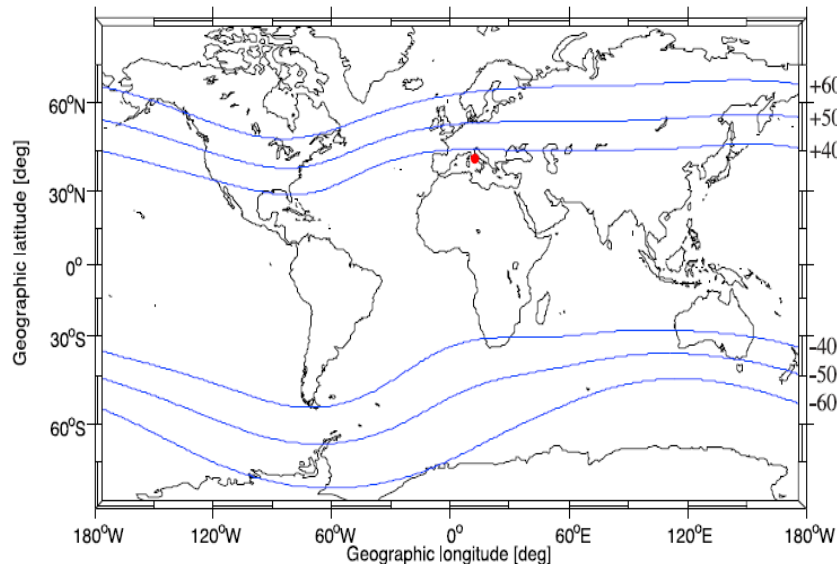 +60
60°N
+50
+40
30°N
Geographic latitude [deg]
0°
30°S
-40
-50
-60
60°S
180°W 120°W 60°W 0° 60°E 120°E 180°W
Geographic longitude [deg]